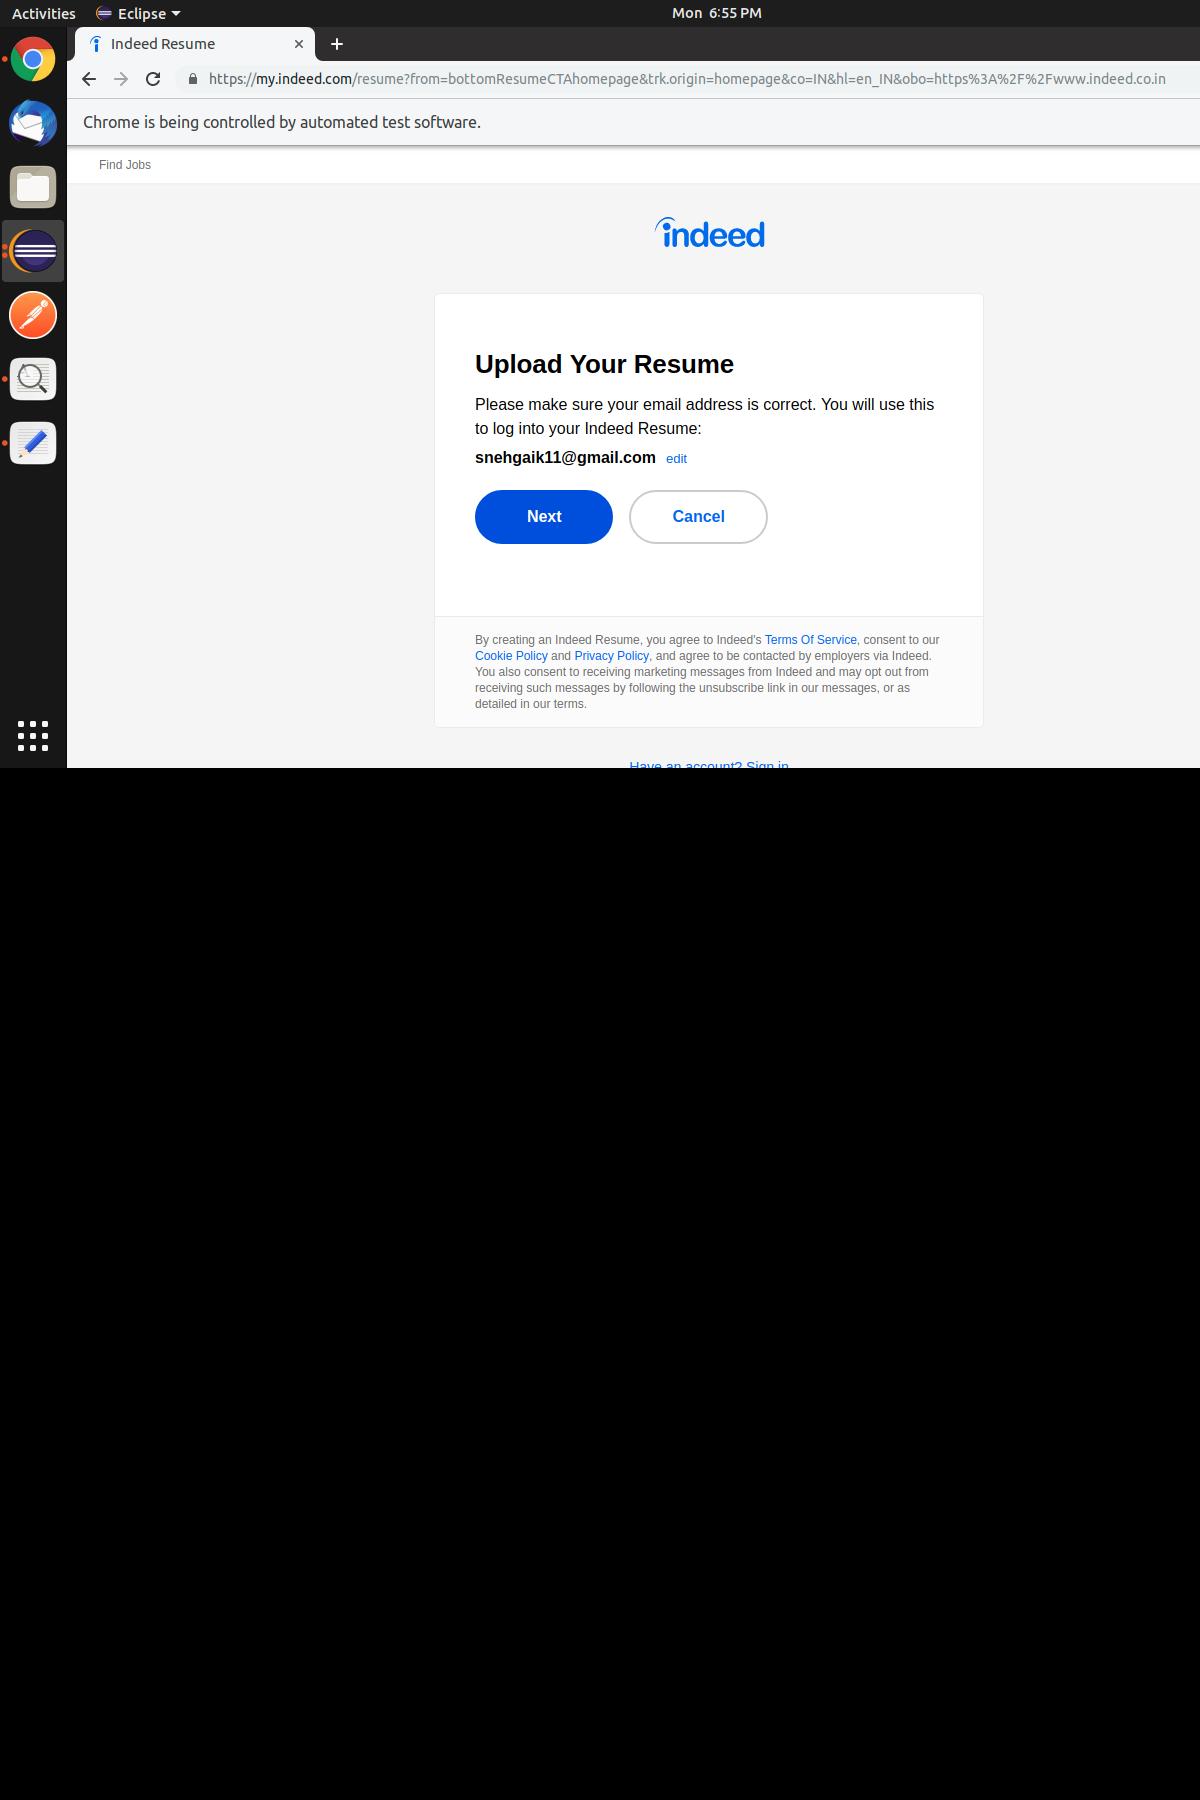 Activities
Eclipse
Mon 6:55 PM
Indeed Resume
https://my.indeed.com/resume?from=bottomResumeCTAhomepage&trk.origin=homepage&co=IN&hl=en_IN&obo=https%3A%2F%2Fwww.indeed.co.in
Chrome is being controlled by automated test software.
Find Jobs
indeed
Upload Your Resume
Please make sure your email address is correct. You will use this
to log into your Indeed Resume:
snehgaik11@gmail.com edit
Next
Cancel
By creating an Indeed Resume, you agree to Indeed's Terms Of Service, consent to our
Cookie Policy and Privacy Policy, and agree to be contacted by employers via Indeed.
You also consent to receiving marketing messages from Indeed and may opt out from
receiving such messages by following the unsubscribe link in our messages, or as
detailed in our terms.
Have an account? Sign in